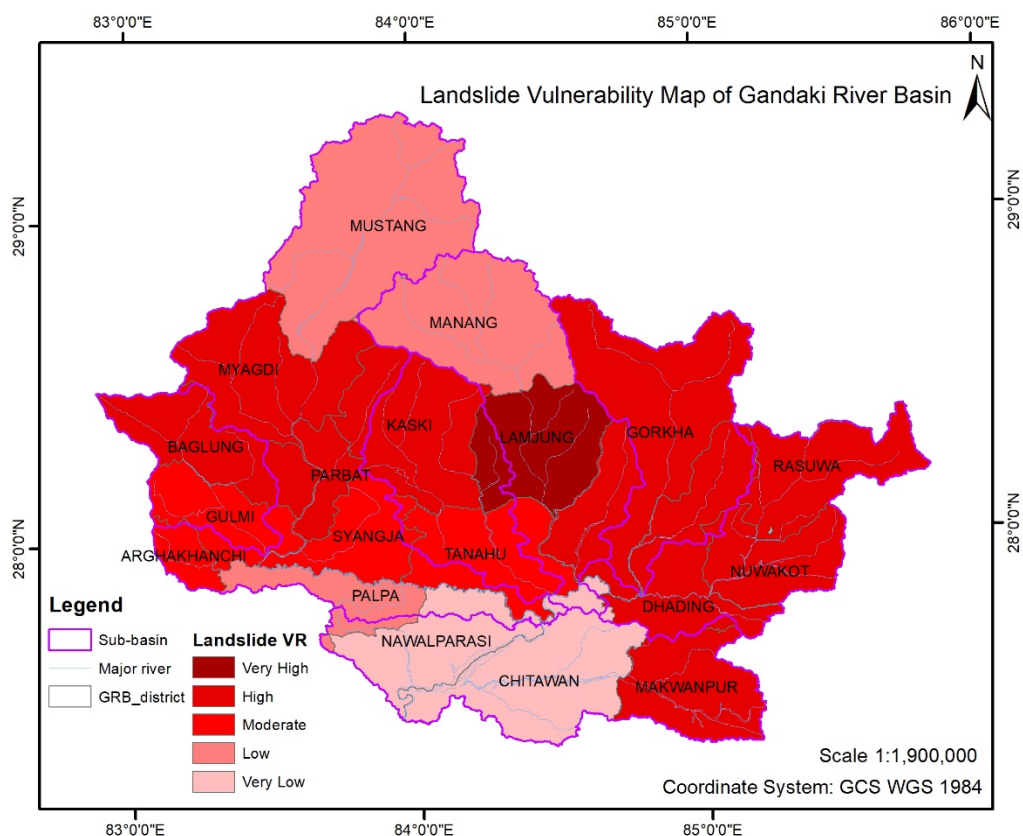 83°0'0"E 84°0'0"E 85°0'0"E 86°0'0"E
Landslide Vulnerability Map of Gandaki River Basin
N
29°0'0"N 29°0'0"N
MUSTANG
MANANG
MYAGDI
KASKI
LAMJUNG
GORKHA
BAGLUNG
RASUWA
PARBAT
28°0'0"N 28°0'0"N
GULMI
SYANGJA
TANAHU
ARGHAKHANCHI
NUWAKOT
PALPA
DHADING
NAWALPARASI
CHITAWAN
MAKWANPUR
Legend
Sub-basin
Major river
GRB_district
Landslide VR
Very High
High
Moderate
Low
Very Low
Scale 1:1,900,000
Coordinate System: GCS WGS 1984
83°0'0"E 84°0'0"E 85°0'0"E